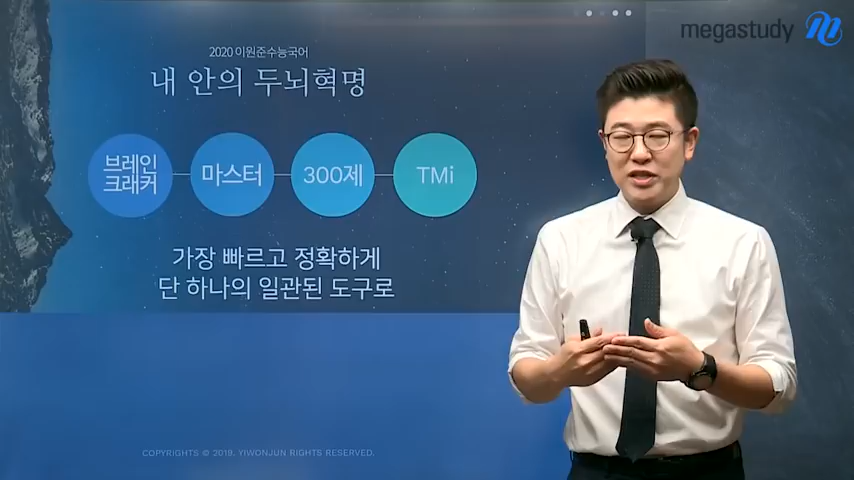 megastudy
2020 이원준수능국어
내 안의 두뇌혁명
브레인
크래커
마스터
300제
TMi
가장 빠르고 정확하게
단 하나의 일관된 도구로
COPYRIGHTS © 2019. YIWONJUN RIGHTS RESERVED.